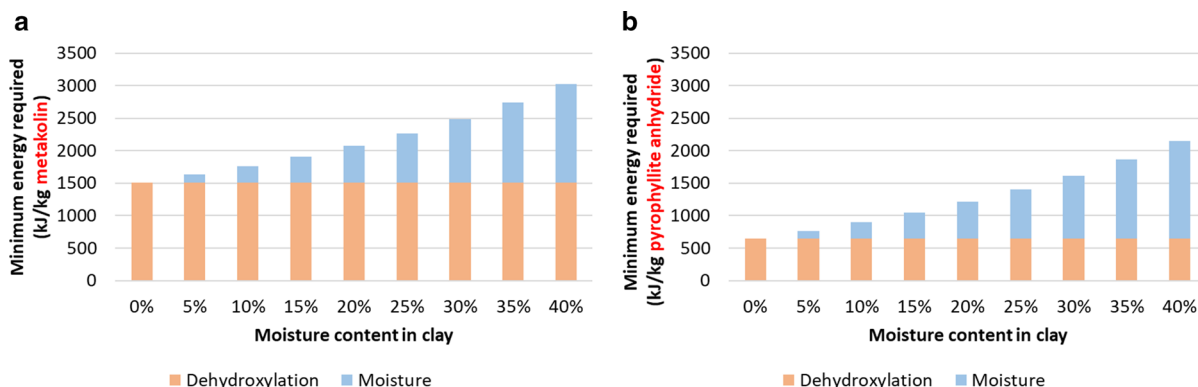 a
Minimum energy required
(kJ/kg metakolin)
3500
3000
2500
2000
1500
1000
500
0
0% 5% 10% 15% 20% 25% 30% 35% 40%
Moisture content in clay
Dehydroxylation Moisture
b
Minimum energy required
(kJ/kg pyrophyllite anhydride)
3500
3000
2500
2000
1500
1000
500
0
0% 5% 10% 15% 20% 25% 30% 35% 40%
Moisture content in clay
Dehydroxylation Moisture